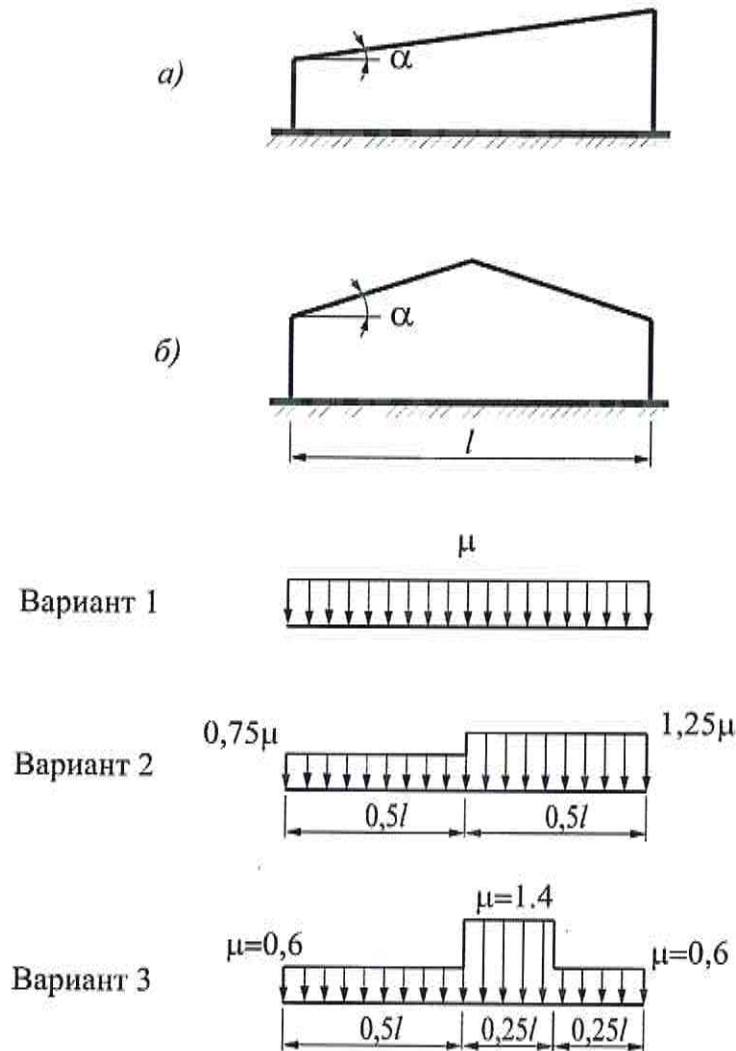 а)
α
б)
α
l
μ
Вариант 1
0,75μ
1,25μ
Вариант 2
0,5l 0,5l
μ=1.4
μ=0,6
μ=0,6
Вариант 3
0,5l 0,25l 0,25l